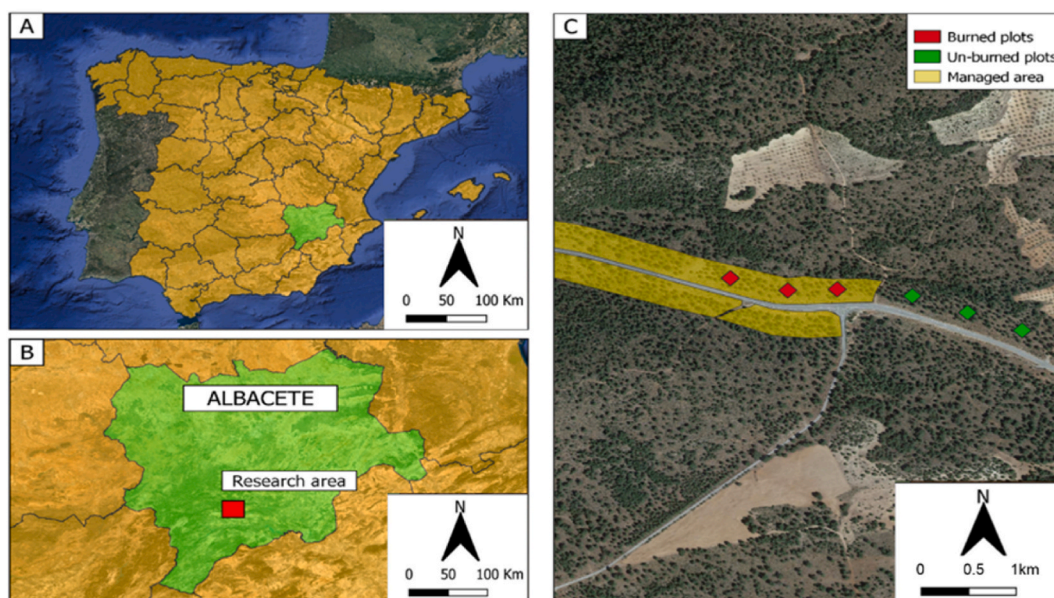 A
N
0 50 100 Km
B
ALBACETE
Research area
N
0 50 100 Km
C
Burned plots
Un-burned plots
Managed area
N
0 0.5 1km